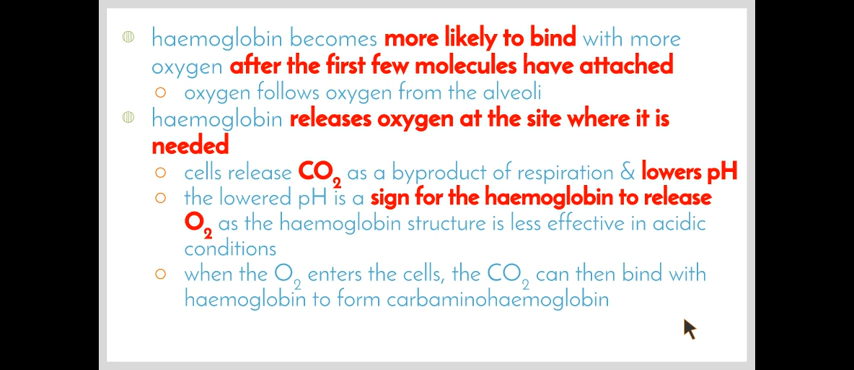 haemoglobin becomes more likely to bind with more
oxygen after the first few molecules have attached
oxygen follows oxygen from the alveoli
haemoglobin releases oxygen at the site where it is
needed
cells release CO₂ as a byproduct of respiration & lowers pH
the lowered pH is a sign for the haemoglobin to release
O₂ as the haemoglobin structure is less effective in acidic
conditions
when the O₂ enters the cells, the CO₂ can then bind with
haemoglobin to form carbaminohaemoglobin